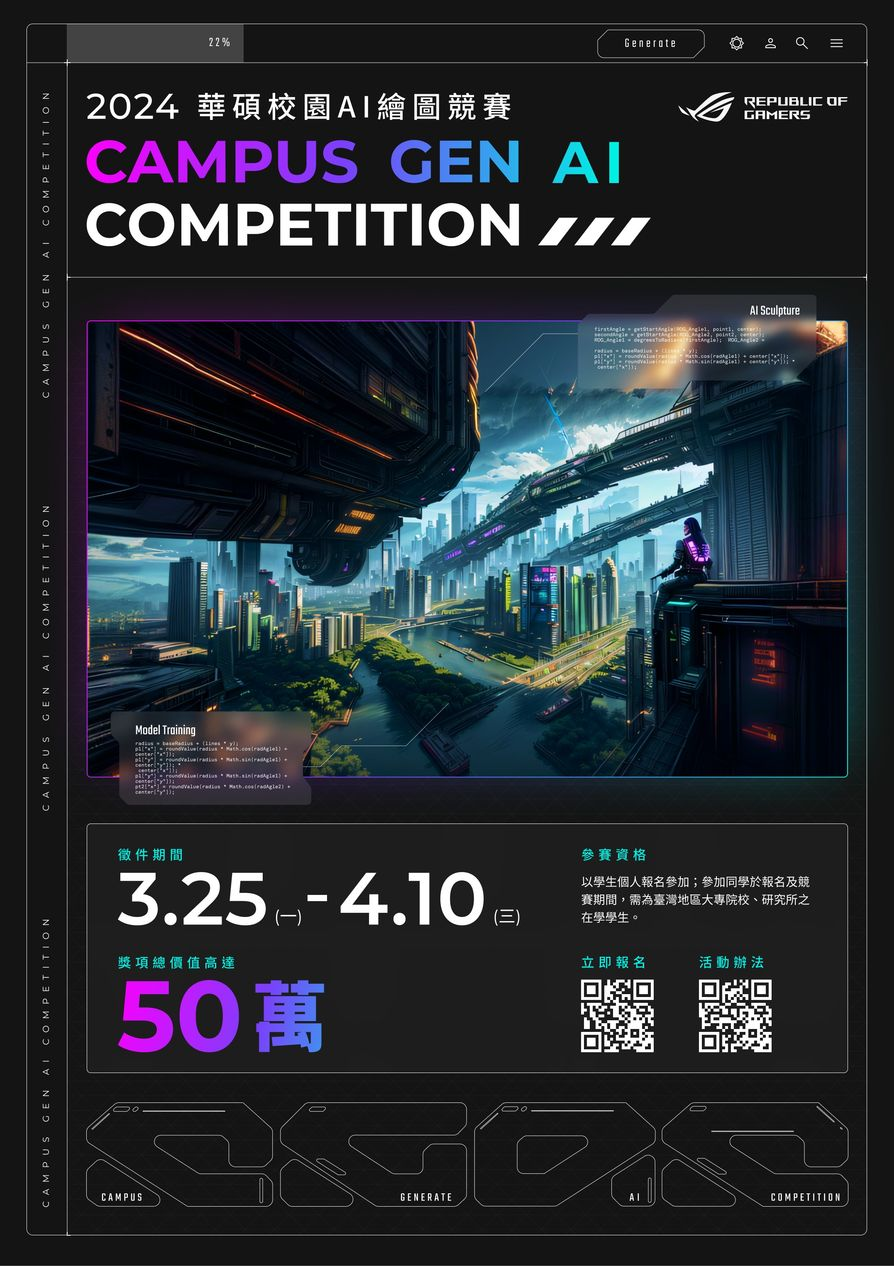 22%
Generate
2024 華碩校園AI繪圖競賽
REPUBLIC OF
GAMERS
CAMPUS GEN AI
COMPETITION
CAMPUS GEN AI COMPETITION
CAMPUS GEN AI COMPETITION
CAMPUS GEN AI COMPETITION
AI Sculpture
firstAngle = getStartAngle(ROG_Angle1, point1, center);
secondAngle = getStartAngle(ROG_Angle2, point2, center);
ROG_Angle1 = degreesToRadians(firstAngle); ROG_Angle2 =
radius = baseRadius + (lines * y);
p1["x"] = roundValue(radius * Math.cos(radAgle1) + center["x"]);
p1["y"] = roundValue(radius * Math.sin(radAgle1) + center["y"]); *
center["x"]);
Model Training
radius = baseRadius + (lines * y);
p1["x"] = roundValue(radius * Math.cos(radAgle1) +
center["x"]);
p1["y"] = roundValue(radius * Math.sin(radAgle1) +
center["y"]); *
center["x"]);
p1["y"] = roundValue(radius * Math.sin(radAgle1) +
center["y"]);
pt2["x"] = roundValue(radius * Math.cos(radAgle2) +
center["y"]);
徵件期間
3.25 (一) - 4.10 (三)
參賽資格
以學生個人報名參加；參加同學於報名及競
賽期間，需為臺灣地區大專院校、研究所之
在學學生。
獎項總價值高達
50萬
立即報名
活動辦法
CAMPUS
GENERATE
AI
COMPETITION